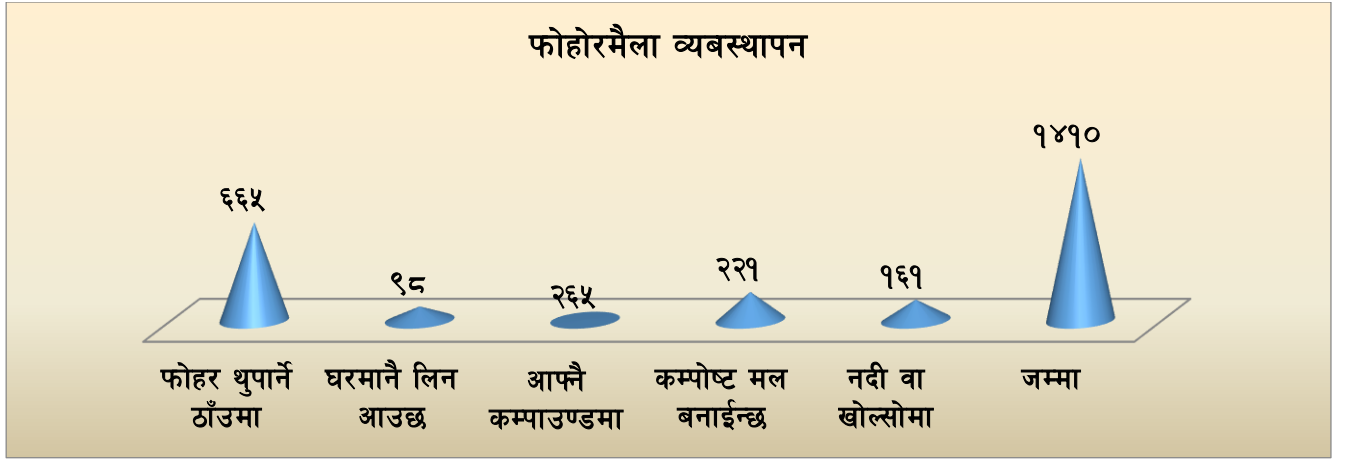 फोहोरमैला व्यबस्थापन
१४१०
६६५
९८
२६५
२२१
१६१
फोहर थुपार्ने
ठाँउमा
घरमानै लिन
आउछ
आफ्नै
कम्पाउण्डमा
कम्पोष्ट मल
बनाईन्छ
नदी वा
खोल्सोमा
जम्मा